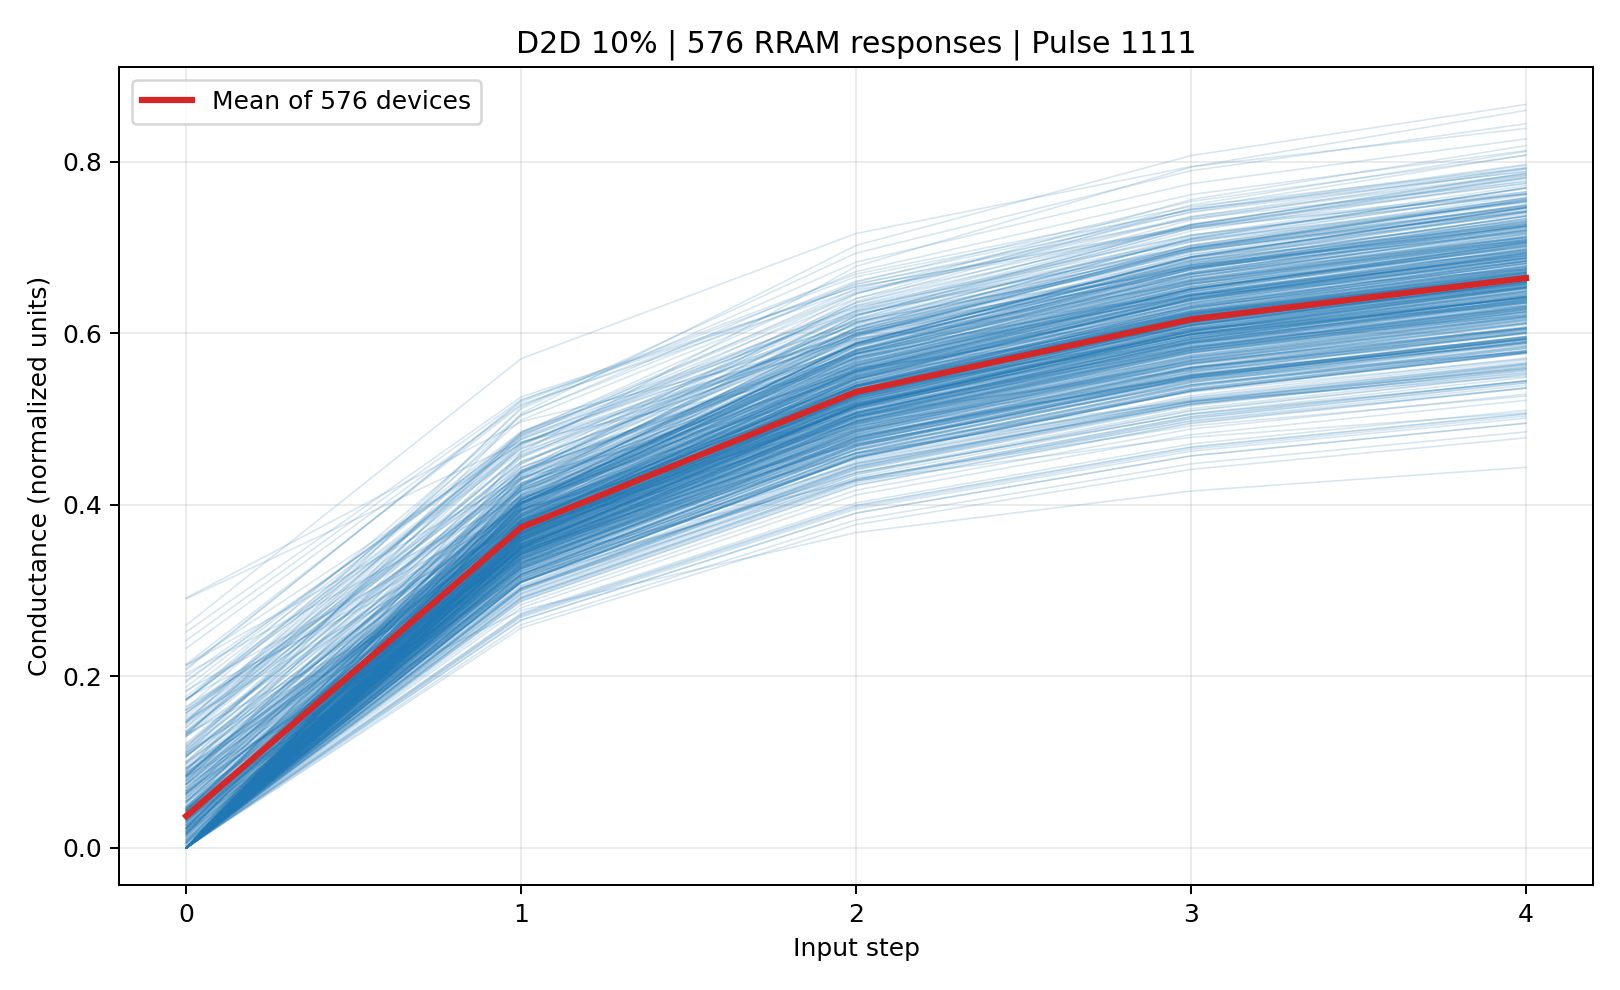 D2D 10% | 576 RRAM responses | Pulse 1111
Mean of 576 devices
Conductance (normalized units)
0.8
0.6
0.4
0.2
0.0
0 1 2 3 4
Input step